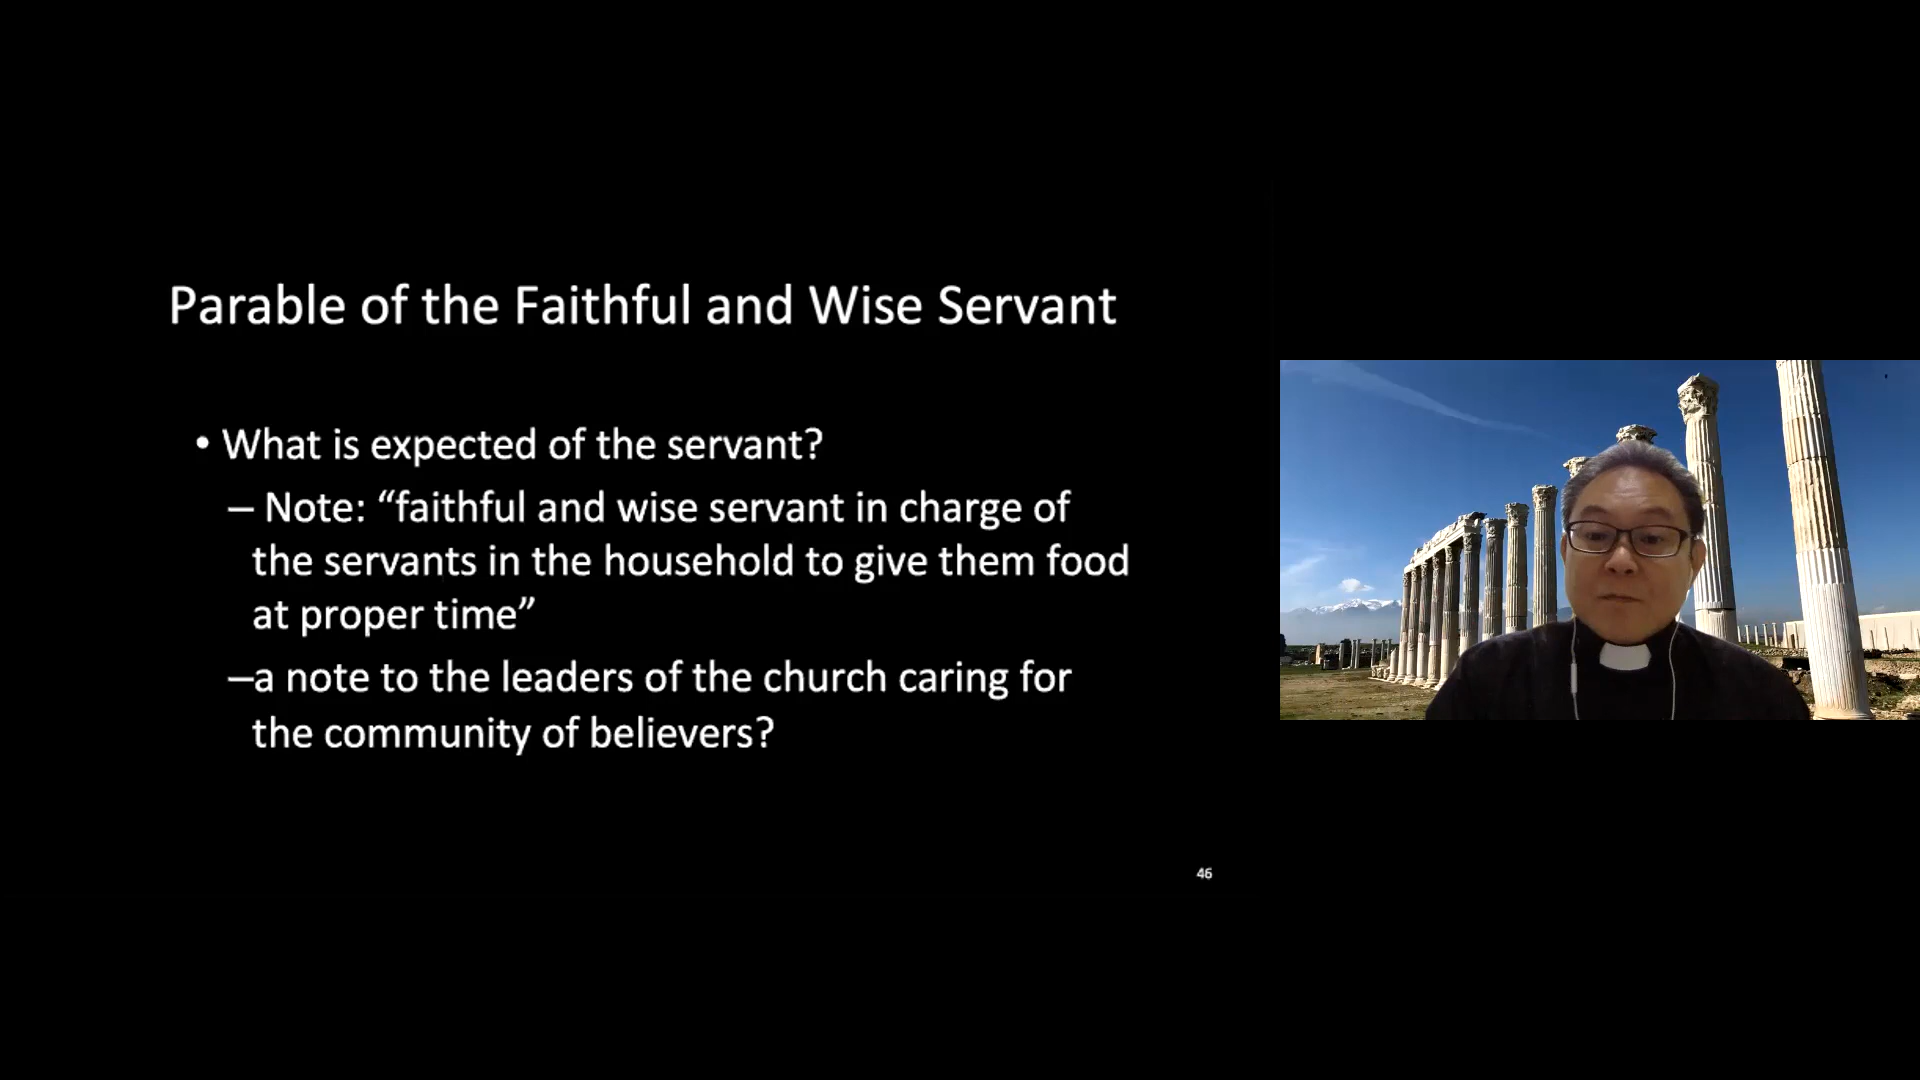 Parable of the Faithful and Wise Servant
• What is expected of the servant?
– Note: “faithful and wise servant in charge of
the servants in the household to give them food
at proper time”
–a note to the leaders of the church caring for
the community of believers?
46